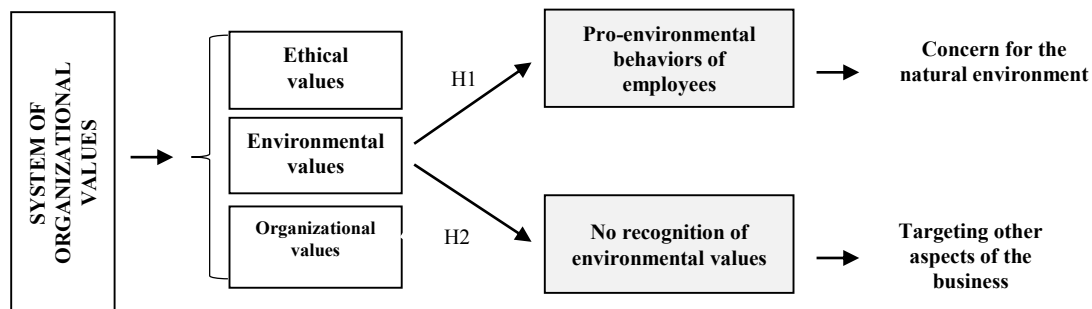 SYSTEM OF
ORGANIZATIONAL
VALUES
Ethical
values
Environmental
values
Organizational
values
H1
H2
Pro-environmental
behaviors of
employees
No recognition of
environmental values
Concern for the
natural environment
Targeting other
aspects of the
business